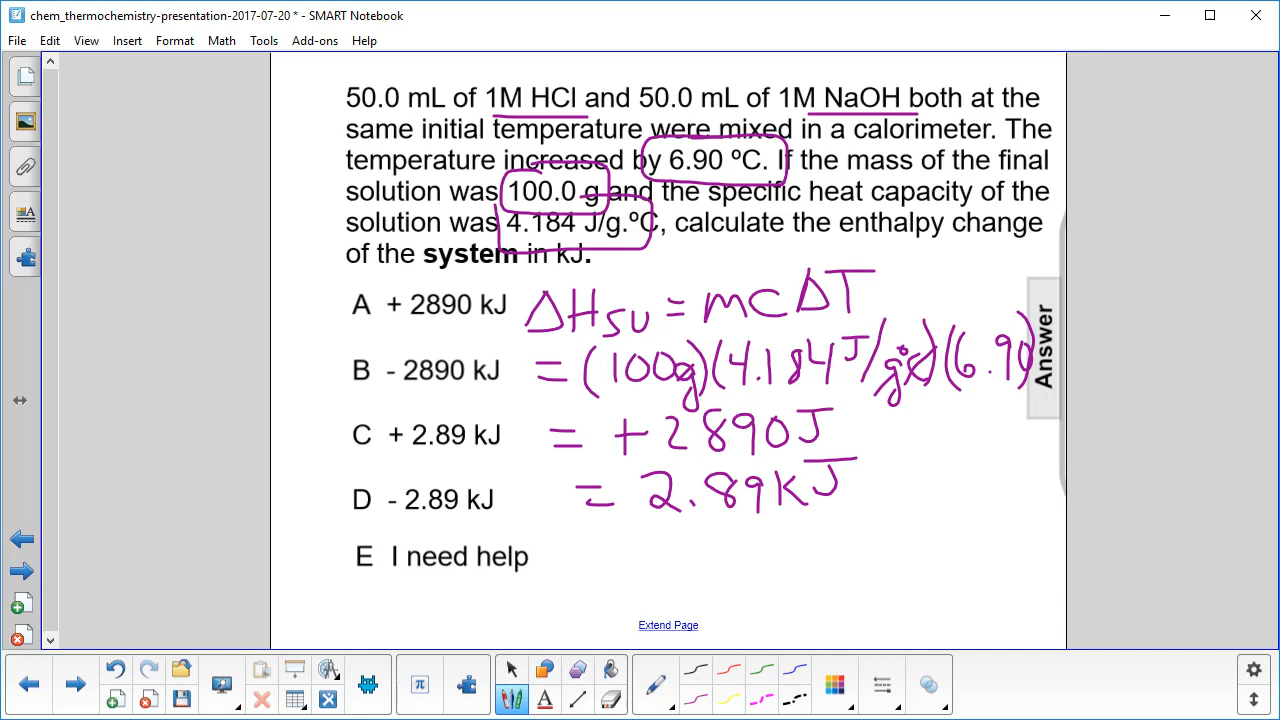 chem_thermochemistry-presentation-2017-07-20 * - SMART Notebook
File Edit View Insert Format Math Tools Add-ons Help
50.0 mL of 1M HCl and 50.0 mL of 1M NaOH both at the
same initial temperature were mixed in a calorimeter. The
temperature increased by 6.90 ºC. If the mass of the final
solution was 100.0 g and the specific heat capacity of the
solution was 4.184 J/g.ºC, calculate the enthalpy change
of the system in kJ.
A + 2890 kJ
ΔHsu = mCΔT
B - 2890 kJ
= (100g)(4.184J/g°c)(6.90)
C + 2.89 kJ
= +2890J
D - 2.89 kJ
= 2.89KJ
E I need help
Answer
Extend Page
π
A